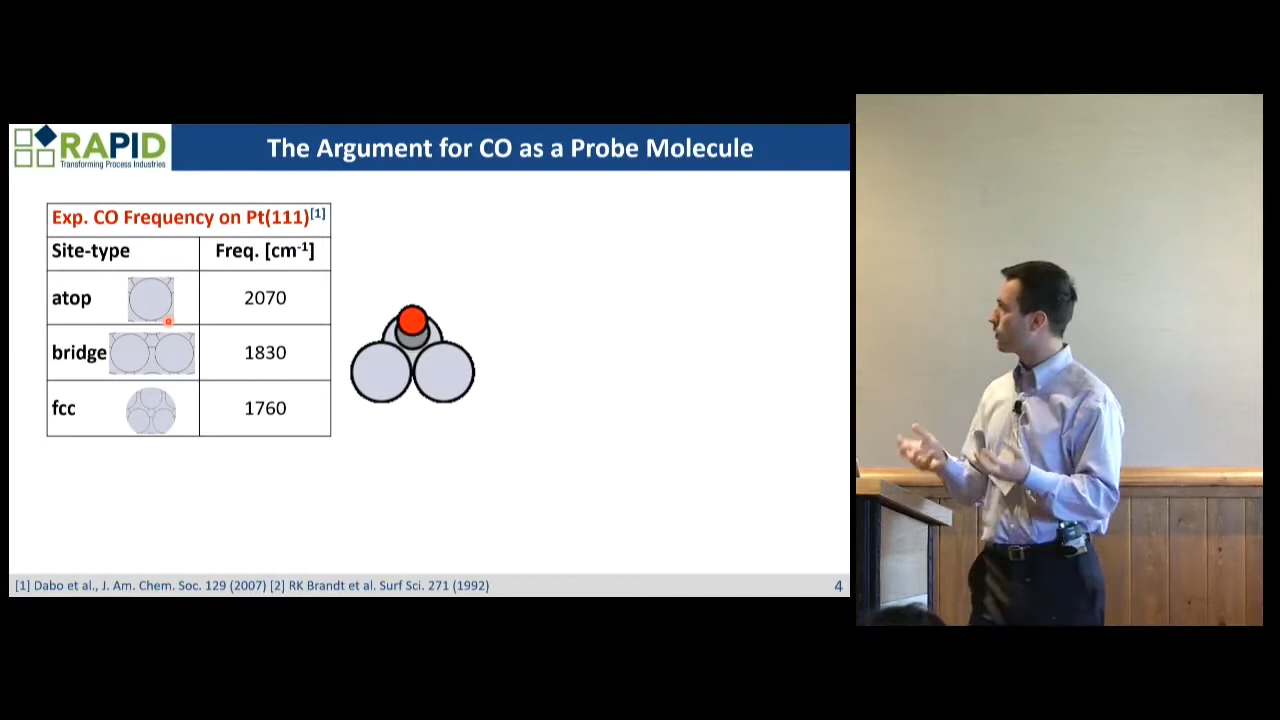 RAPID
Transforming Process Industries
The Argument for CO as a Probe Molecule
Exp. CO Frequency on Pt(111)[1]
Site-type Freq. [cm-1]
atop 2070
bridge 1830
fcc 1760
[1] Dabo et al., J. Am. Chem. Soc. 129 (2007) [2] RK Brandt et al. Surf Sci. 271 (1992)
4